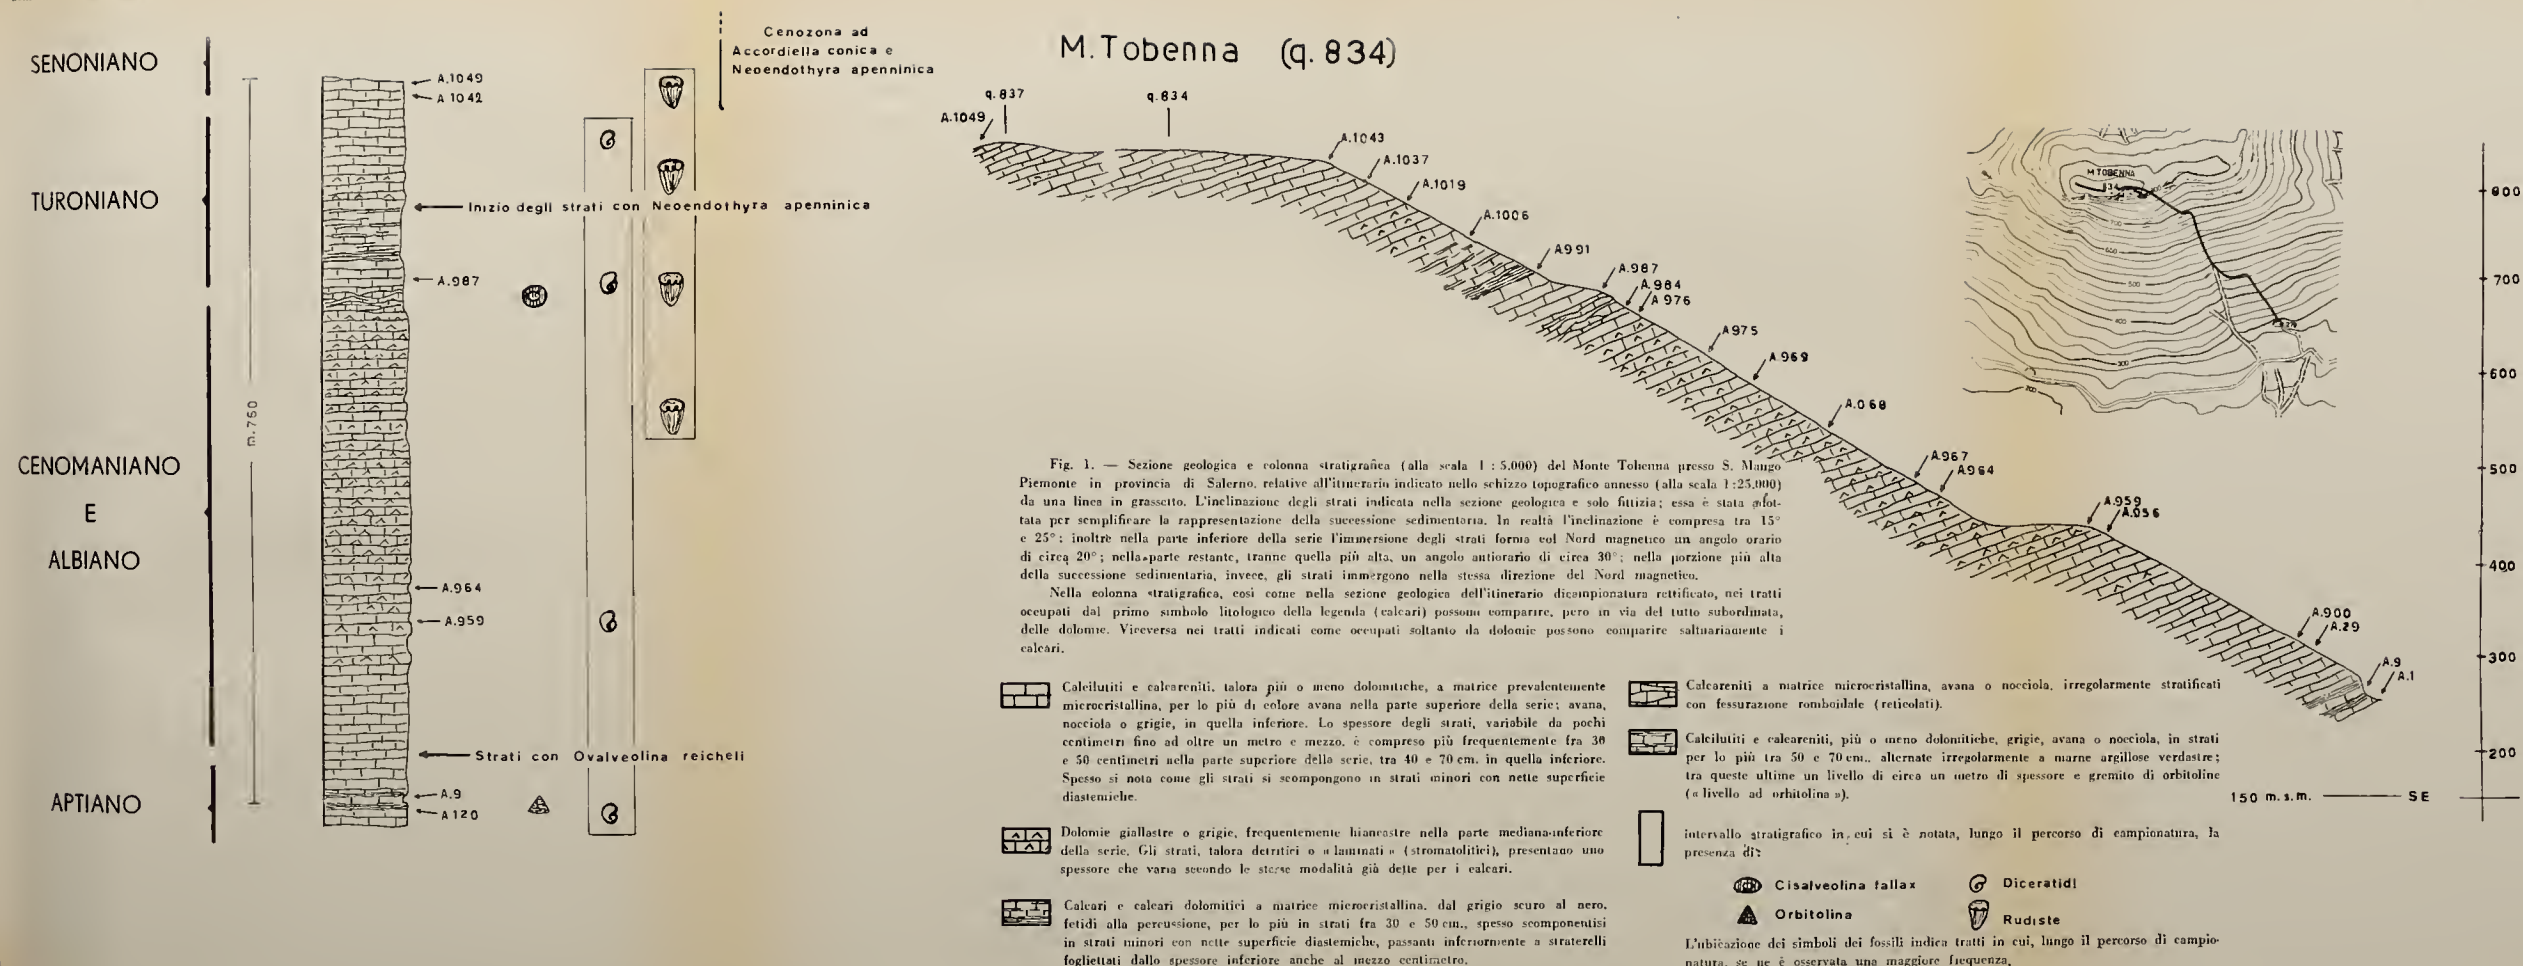 SENONIANO
TURONIANO
CENOMANIANO
E
ALBIANO
APTIANO
m.750
A.1049
A 1042
Cenozona ad
Accordiella conica e
Neoendothyra apenninica
Inizio degli strati con Neoendothyra apenninica
A.987
A.964
A.959
Strati con Ovalveolina reicheli
A.9
A 120
M.Tobenna (q. 834)
q.837
q.834
A.1049
A.1043
A.1037
A.1019
A.1006
A.991
A.987
A.984
A 976
A975
A.969
A.068
A.967
A.964
A.959
A.056
A.900
A.29
A.9
A.1
M TOBENNA
834
800
700
600
500
400
300
200
150 m.s.m.
SE
Fig. 1. — Sezione geologica e colonna stratigrafica (alla scala 1 : 5.000) del Monte Tobenna presso S. Mango
Piemonte in provincia di Salerno, relative all'itinerario indicato nello schizzo topografico annesso (alla scala 1:25.000)
da una linea in grassetto. L'inclinazione degli strati indicata nella sezione geologica e solo fittizia; essa è stata adot-
tata per semplificare la rappresentazione della successione sedimentaria. In realtà l'inclinazione è compresa tra 15°
e 25°; inoltre nella parte inferiore della serie l'immersione degli strati forma col Nord magnetico un angolo orario
di circa 20°; nella parte restante, tranne quella più alta, un angolo antiorario di circa 30°; nella porzione più alta
della successione sedimentaria, invece, gli strati immergono nella stessa direzione del Nord magnetico.
Nella colonna stratigrafica, così come nella sezione geologica dell'itinerario dicampionatura rettificato, nei tratti
occupati dal primo simbolo litologico della legenda (calcari) possono comparire, pero in via del tutto subordinata,
delle dolomie. Viceversa nei tratti indicati come occupati soltanto da dolomie possono comparire saltuariamente i
calcari.
Calcilutiti e calcareniti, talora più o meno dolomitiche, a matrice prevalentemente
microcristallina, per lo più di colore avana nella parte superiore della serie; avana,
nocciola o grigie, in quella inferiore. Lo spessore degli strati, variabile da pochi
centimetri fino ad oltre un metro e mezzo, è compreso più frequentemente fra 30
e 50 centimetri nella parte superiore della serie, tra 40 e 70 cm. in quella inferiore.
Spesso si nota come gli strati si scompongono in strati minori con nette superficie
diastemiche.
Dolomie giallastre o grigie, frequentemente biancastre nella parte mediana-inferiore
della serie. Gli strati, talora detritici o « laminati » (stromatolitici), presentano uno
spessore che varia secondo le stesse modalità già dette per i calcari.
Calcari e calcari dolomitici a matrice microcristallina, dal grigio scuro al nero,
fetidi alla percussione, per lo più in strati fra 30 e 50 cm., spesso scomponentisi
in strati minori con nette superficie diastemiche, passanti inferiormente a straterelli
fogliettati dallo spessore inferiore anche al mezzo centimetro.
Calcareniti a matrice microcristallina, avana o nocciola, irregolarmente stratificati
con fessurazione romboidale (reticolati).
Calcilutiti e calcareniti, più o meno dolomitiche, grigie, avana o nocciola, in strati
per lo più tra 50 e 70 cm., alternate irregolarmente a marne argillose verdastre;
tra queste ultime un livello di circa un metro di spessore e gremito di orbitoline
(« livello ad orbitolina »).
intervallo stratigrafico in cui si è notata, lungo il percorso di campionatura, la
presenza di:
Cisalveolina fallax
Diceratidi
Orbitolina
Rudiste
L'ubicazione dei simboli dei fossili indica tratti in cui, lungo il percorso di campio-
natura, se ne è osservata una maggiore frequenza.